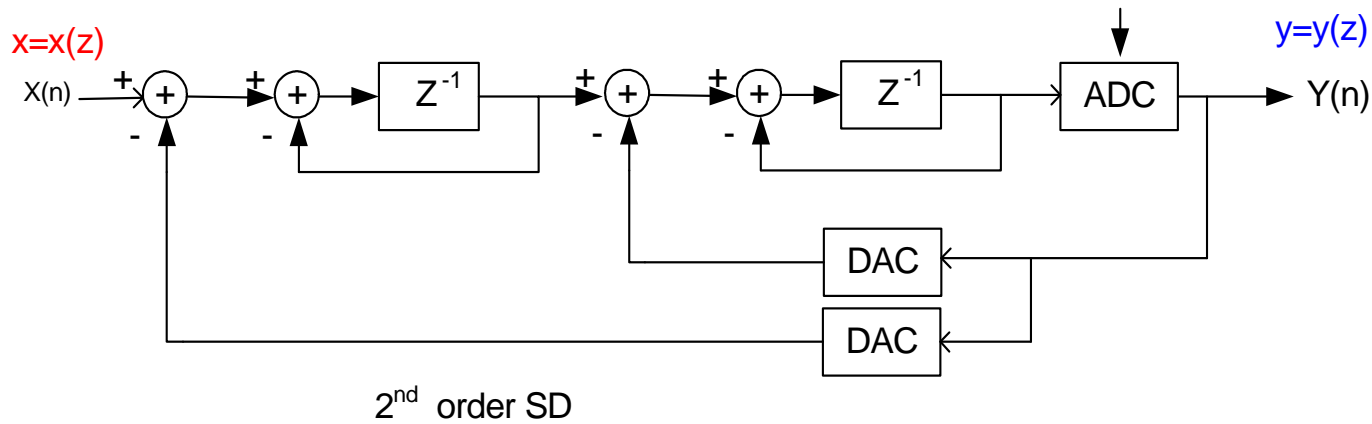 x=x(z)
y=y(z)
X(n)
+
+
-
+
-
+
Z⁻¹
+
+
-
+
-
+
Z⁻¹
ADC
Y(n)
DAC
DAC
2ⁿᵈ order SD